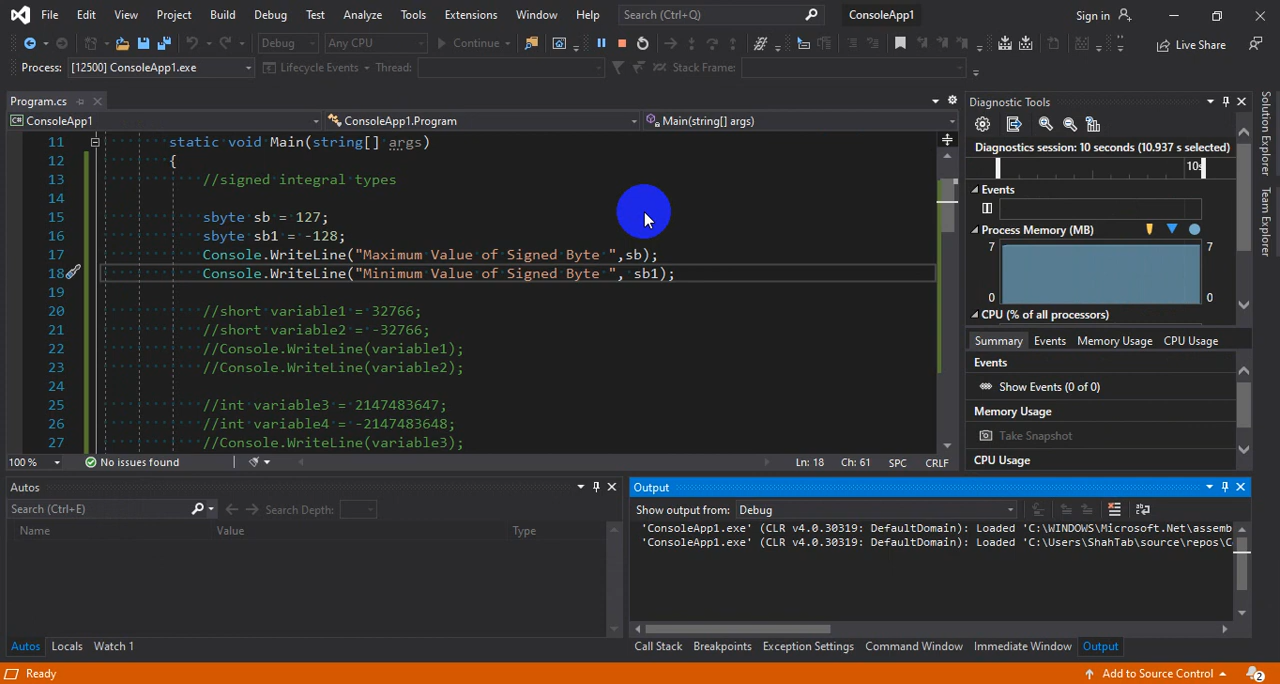 File Edit View Project Build Debug Test Analyze Tools Extensions Window Help Search (Ctrl+Q) ConsoleApp1 Sign in
Debug Any CPU Continue Live Share
Process: [12500] ConsoleApp1.exe Lifecycle Events Thread: Stack Frame:
Program.cs
ConsoleApp1 ConsoleApp1.Program Main(string[] args)
11 static void Main(string[] args)
12 {
13 //signed integral types
14
15 sbyte sb = 127;
16 sbyte sb1 = -128;
17 Console.WriteLine("Maximum Value of Signed Byte ",sb);
18 Console.WriteLine("Minimum Value of Signed Byte ", sb1);
19
20 //short variable1 = 32766;
21 //short variable2 = -32766;
22 //Console.WriteLine(variable1);
23 //Console.WriteLine(variable2);
24
25 //int variable3 = 2147483647;
26 //int variable4 = -2147483648;
27 //Console.WriteLine(variable3);
100 % No issues found Ln: 18 Ch: 61 SPC CRLF
Diagnostic Tools
Diagnostics session: 10 seconds (10.937 s selected)
10s
Events
Process Memory (MB)
7 7
0 0
CPU (% of all processors)
Summary Events Memory Usage CPU Usage
Events
Show Events (0 of 0)
Memory Usage
Take Snapshot
CPU Usage
Solution Explorer
Team Explorer
Autos
Search (Ctrl+E) Search Depth:
Name Value Type
Autos Locals Watch 1
Output
Show output from: Debug
'ConsoleApp1.exe' (CLR v4.0.30319: DefaultDomain): Loaded 'C:\WINDOWS\Microsoft.Net\assemb
'ConsoleApp1.exe' (CLR v4.0.30319: DefaultDomain): Loaded 'C:\Users\ShahTab\source\repos\C
Call Stack Breakpoints Exception Settings Command Window Immediate Window Output
Ready Add to Source Control 2